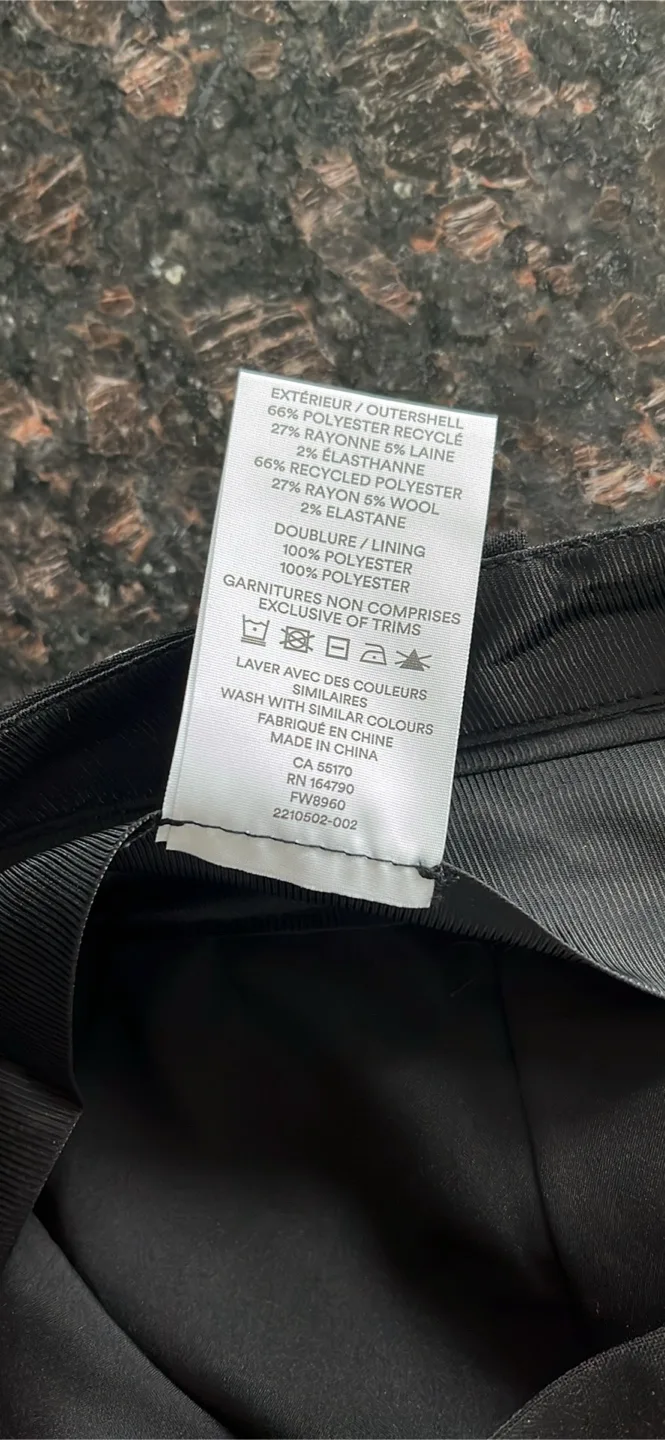 EXTÉRIEUR / OUTERSHELL
66% POLYESTER RECYCLÉ
27% RAYONNE 5% LAINE
2% ÉLASTHANNE
66% RECYCLED POLYESTER
27% RAYON 5% WOOL
2% ELASTANE
DOUBLURE / LINING
100% POLYESTER
100% POLYESTER
GARNITURES NON COMPRISES
EXCLUSIVE OF TRIMS
LAVER AVEC DES COULEURS
SIMILAIRES
WASH WITH SIMILAR COLOURS
FABRIQUÉ EN CHINE
MADE IN CHINA
CA 55170
RN 164790
FW8960
2210502-002